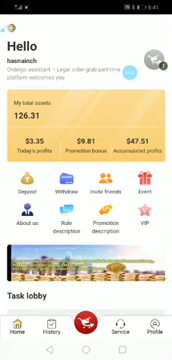 8:41
Hello
hasnainch
Ordergo assistant – Legal order-grab part-time
platform welcomes you
My total assets
126.31
$3.35
Today's profits
$9.81
Promotion bonus
$47.51
Accumulated profits
Deposit
Withdraw
Invite friends
Event
About us
Rule
description
Promotion
description
VIP
Task lobby
Home
History
Service
Profile